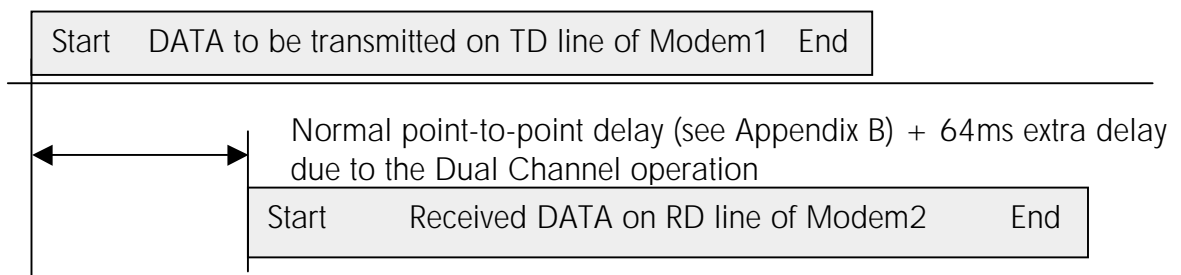 Start DATA to be transmitted on TD line of Modem1 End
Normal point-to-point delay (see Appendix B) + 64ms extra delay
due to the Dual Channel operation
Start Received DATA on RD line of Modem2 End